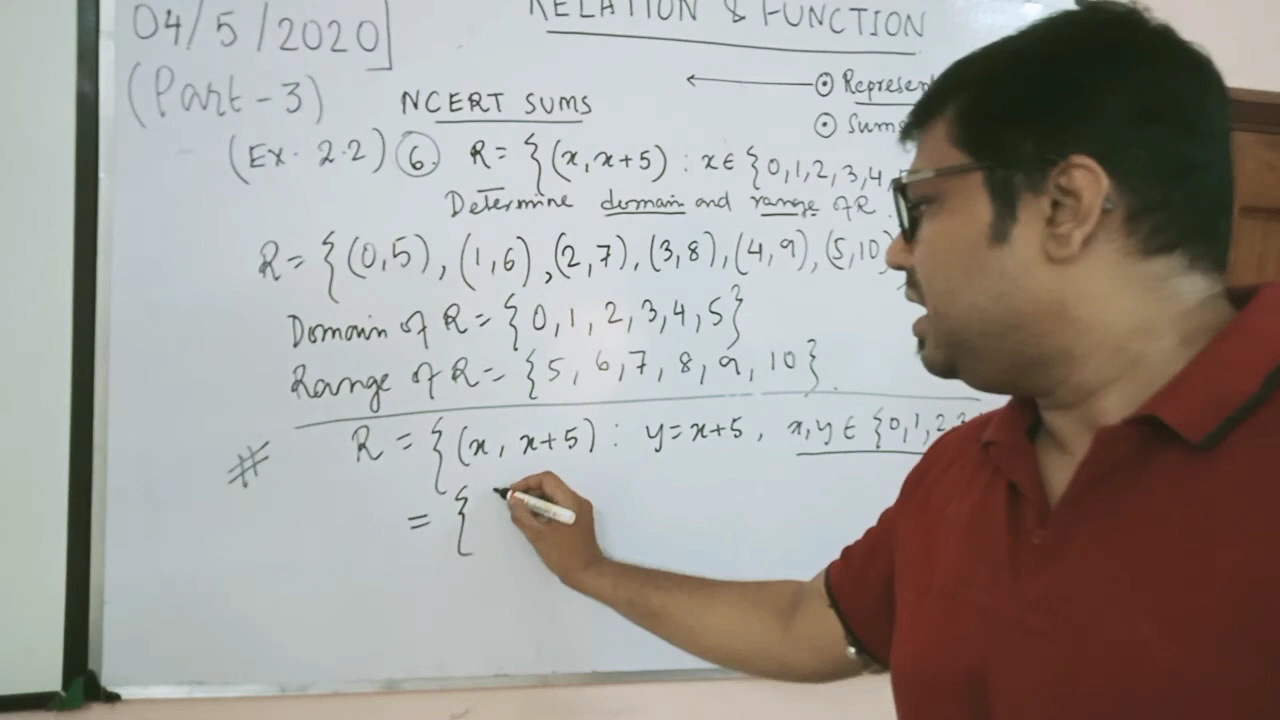 04/5/2020]
RELATION & FUNCTION
(Part-3)
NCERT SUMS
⊙ Represen
⊙ Sums
(Ex. 2.2) ⑥ R = {(x, x+5) : x ∈ {0,1,2,3,4,
Determine domain and range of R.
R = {(0,5), (1,6), (2,7), (3,8), (4,9), (5,10)
Domain of R = {0,1,2,3,4,5}
Range of R = {5,6,7,8,9,10}.
# R = {(x, x+5) : y = x+5, x,y ∈ {0,1,2,3
= {